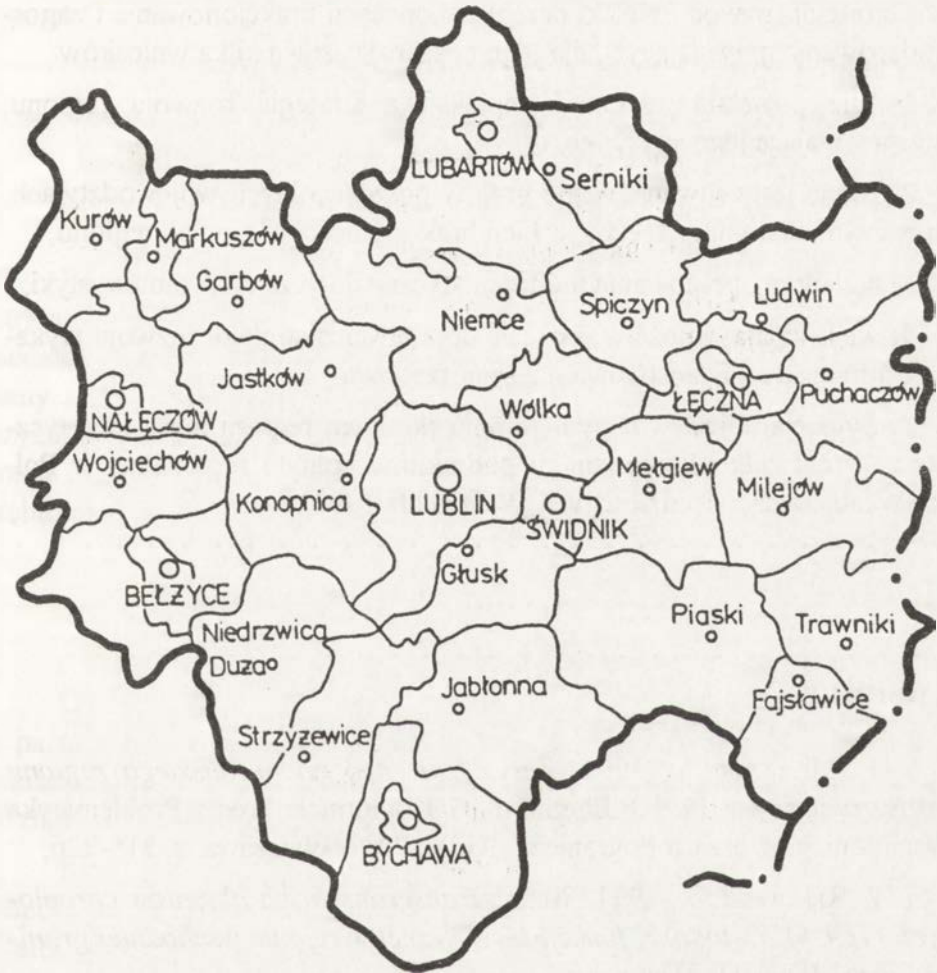 LUBARTÓW
Serniki
Kurów
Markuszów
Garbów
Niemce
Spiczyn
Ludwin
Jastków
Wólka
ŁĘCZNA
Puchaczów
NAŁĘCZÓW
Wojciechów
Konopnica
LUBLIN
ŚWIDNIK
Mełgiew
Milejów
Głusk
BEŁŻYCE
Niedrzwica
Duża
Piaski
Trawniki
Jabłonna
Fajsławice
Strzyżewice
BYCHAWA